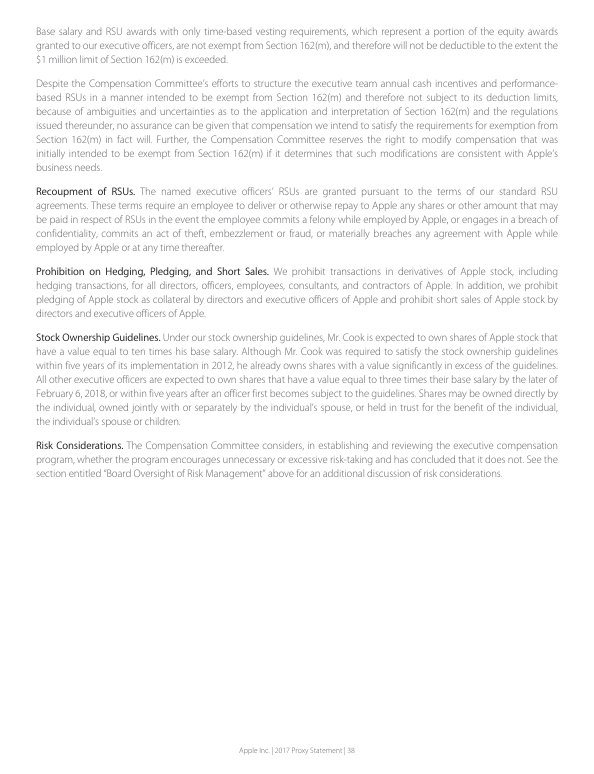 Base salary and RSU awards with only time-based vesting requirements, which represent a portion of the equity awards
granted to our executive officers, are not exempt from Section 162(m), and therefore will not be deductible to the extent the
$1 million limit of Section 162(m) is exceeded.
Despite the Compensation Committee's efforts to structure the executive team annual cash incentives and performance-
based RSUs in a manner intended to be exempt from Section 162(m) and therefore not subject to its deduction limits,
because of ambiguities and uncertainties as to the application and interpretation of Section 162(m) and the regulations
issued thereunder, no assurance can be given that compensation we intend to satisfy the requirements for exemption from
Section 162(m) in fact will. Further, the Compensation Committee reserves the right to modify compensation that was
initially intended to be exempt from Section 162(m) if it determines that such modifications are consistent with Apple's
business needs.
Recoupment of RSUs. The named executive officers' RSUs are granted pursuant to the terms of our standard RSU
agreements. These terms require an employee to deliver or otherwise repay to Apple any shares or other amount that may
be paid in respect of RSUs in the event the employee commits a felony while employed by Apple, or engages in a breach of
confidentiality, commits an act of theft, embezzlement or fraud, or materially breaches any agreement with Apple while
employed by Apple or at any time thereafter.
Prohibition on Hedging, Pledging, and Short Sales. We prohibit transactions in derivatives of Apple stock, including
hedging transactions, for all directors, officers, employees, consultants, and contractors of Apple. In addition, we prohibit
pledging of Apple stock as collateral by directors and executive officers of Apple and prohibit short sales of Apple stock by
directors and executive officers of Apple.
Stock Ownership Guidelines. Under our stock ownership guidelines, Mr. Cook is expected to own shares of Apple stock that
have a value equal to ten times his base salary. Although Mr. Cook was required to satisfy the stock ownership guidelines
within five years of its implementation in 2012, he already owns shares with a value significantly in excess of the guidelines.
All other executive officers are expected to own shares that have a value equal to three times their base salary by the later of
February 6, 2018, or within five years after an officer first becomes subject to the guidelines. Shares may be owned directly by
the individual, owned jointly with or separately by the individual's spouse, or held in trust for the benefit of the individual,
the individual's spouse or children.
Risk Considerations. The Compensation Committee considers, in establishing and reviewing the executive compensation
program, whether the program encourages unnecessary or excessive risk-taking and has concluded that it does not. See the
section entitled "Board Oversight of Risk Management" above for an additional discussion of risk considerations.
Apple Inc. | 2017 Proxy Statement | 38